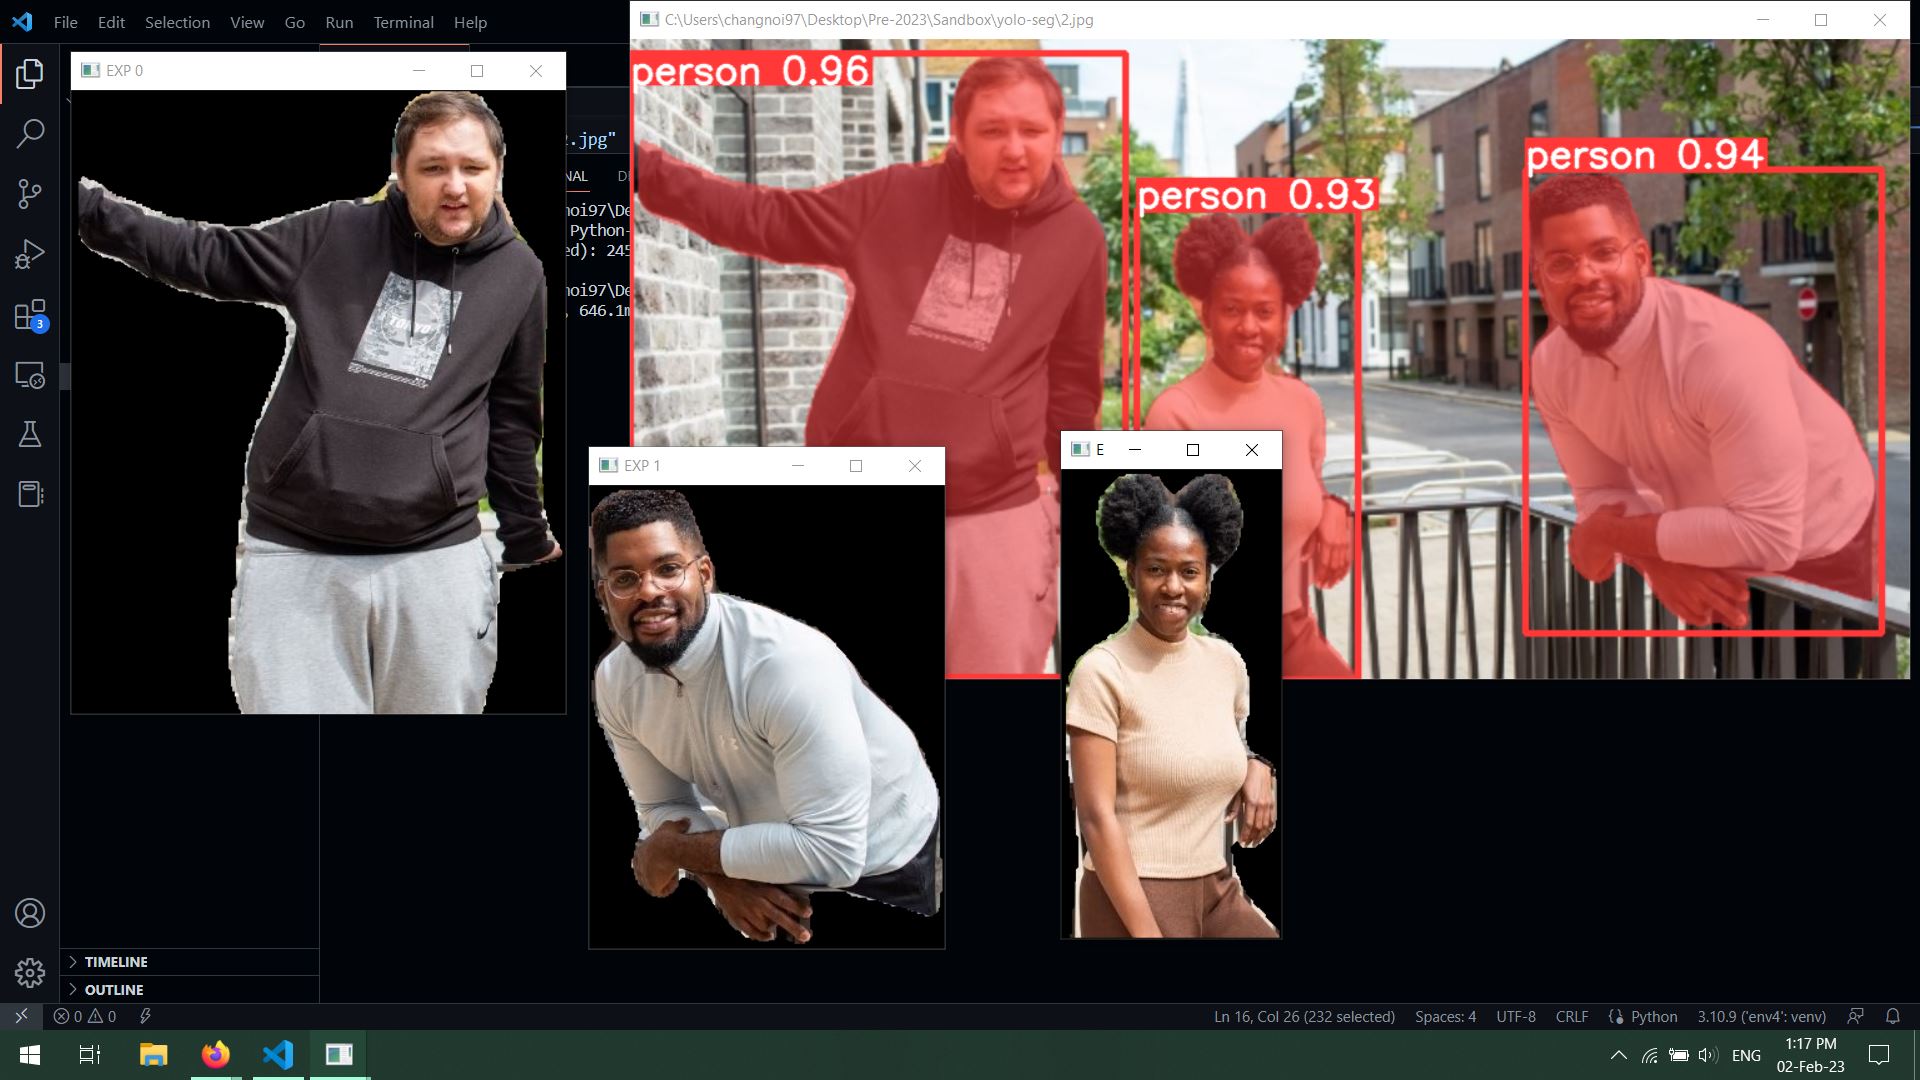 File Edit Selection View Go Run Terminal Help
C:\Users\changnoi97\Desktop\Pre-2023\Sandbox\yolo-seg\2.jpg
EXP 0
person 0.96
person 0.93
person 0.94
.jpg"
NAL
noi97\De
Python-
ed): 245
noi97\De
, 646.1m
3
TOKYO
EXP 1
E
TIMELINE
OUTLINE
0 0
Ln 16, Col 26 (232 selected)
Spaces: 4
UTF-8
CRLF
Python
3.10.9 ('env4': venv)
ENG
1:17 PM
02-Feb-23